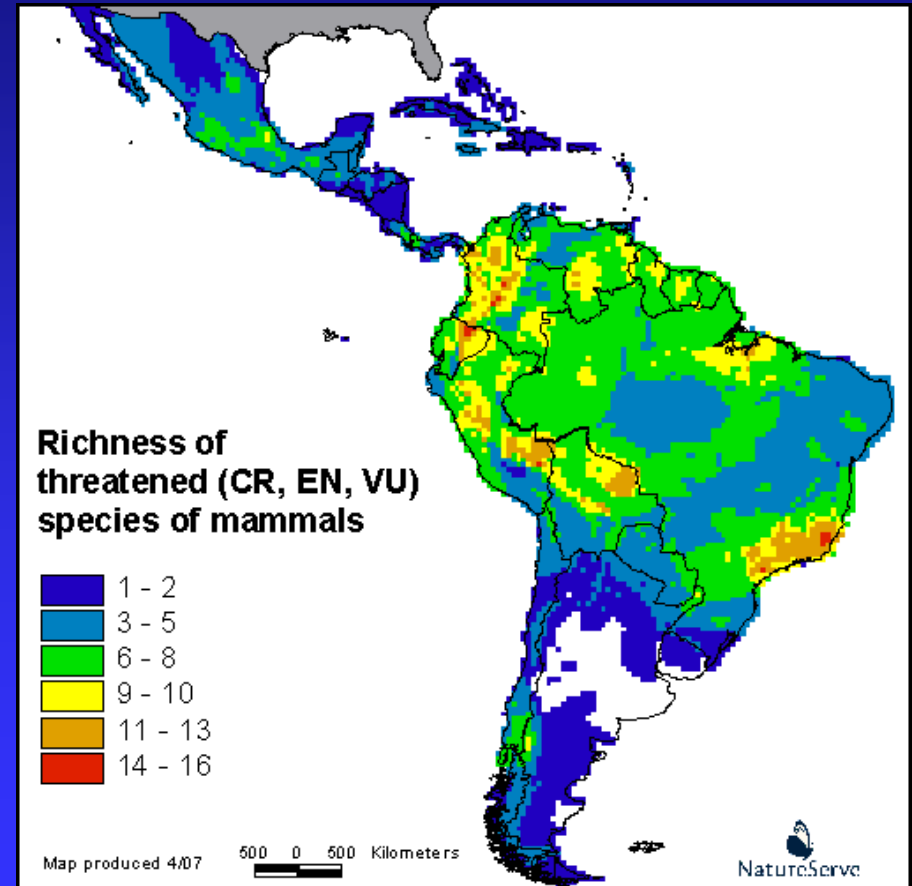 Richness of
threatened (CR, EN, VU)
species of mammals
1 - 2
3 - 5
6 - 8
9 - 10
11 - 13
14 - 16
Map produced 4/07
500 0 500 Kilometers
NatureServe